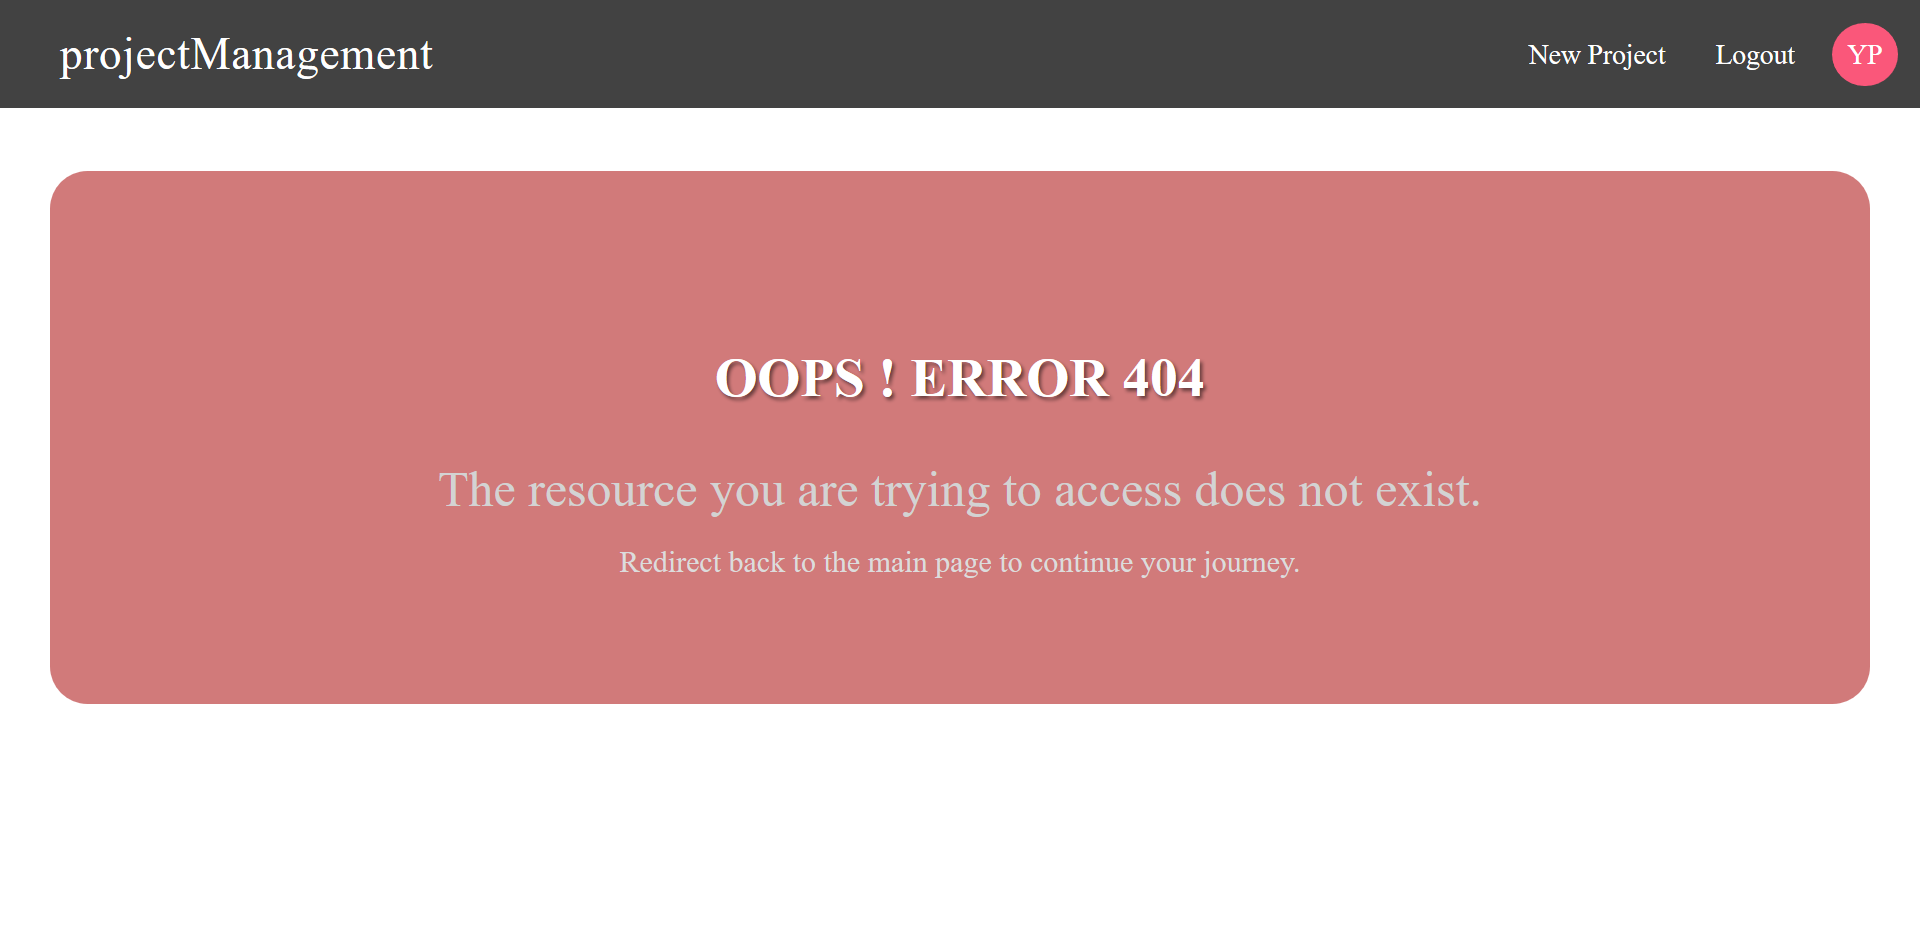 projectManagement
New Project
Logout
YP
OOPS ! ERROR 404
The resource you are trying to access does not exist.
Redirect back to the main page to continue your journey.